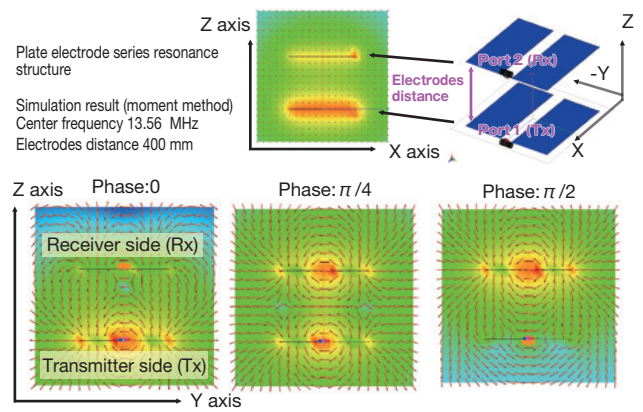 Plate electrode series resonance
structure
Simulation result (moment method)
Center frequency 13.56 MHz
Electrodes distance 400 mm
Z axis
X axis
Electrodes
distance
Port 2 (Rx)
Port1 (Tx)
Z
-Y
X
Z axis
Phase:0
Phase: π/4
Phase: π/2
Receiver side (Rx)
Transmitter side (Tx)
Y axis